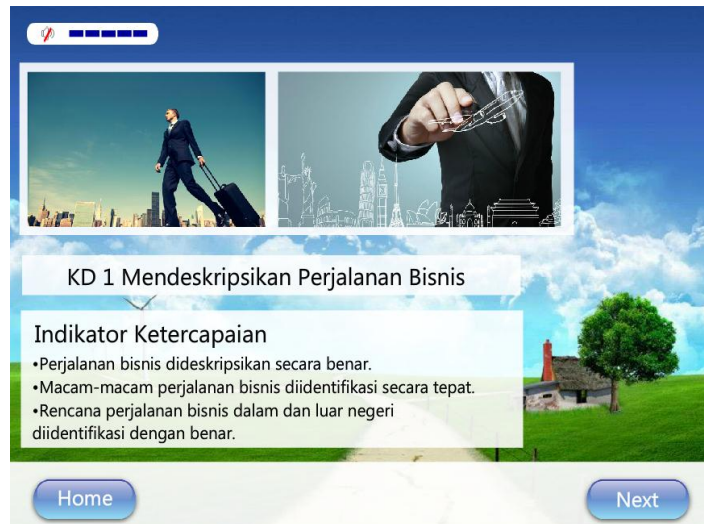 KD 1 Mendeskripsikan Perjalanan Bisnis
Indikator Ketercapaian
•Perjalanan bisnis dideskripsikan secara benar.
•Macam-macam perjalanan bisnis diidentifikasi secara tepat.
•Rencana perjalanan bisnis dalam dan luar negeri
diidentifikasi dengan benar.
Home
Next